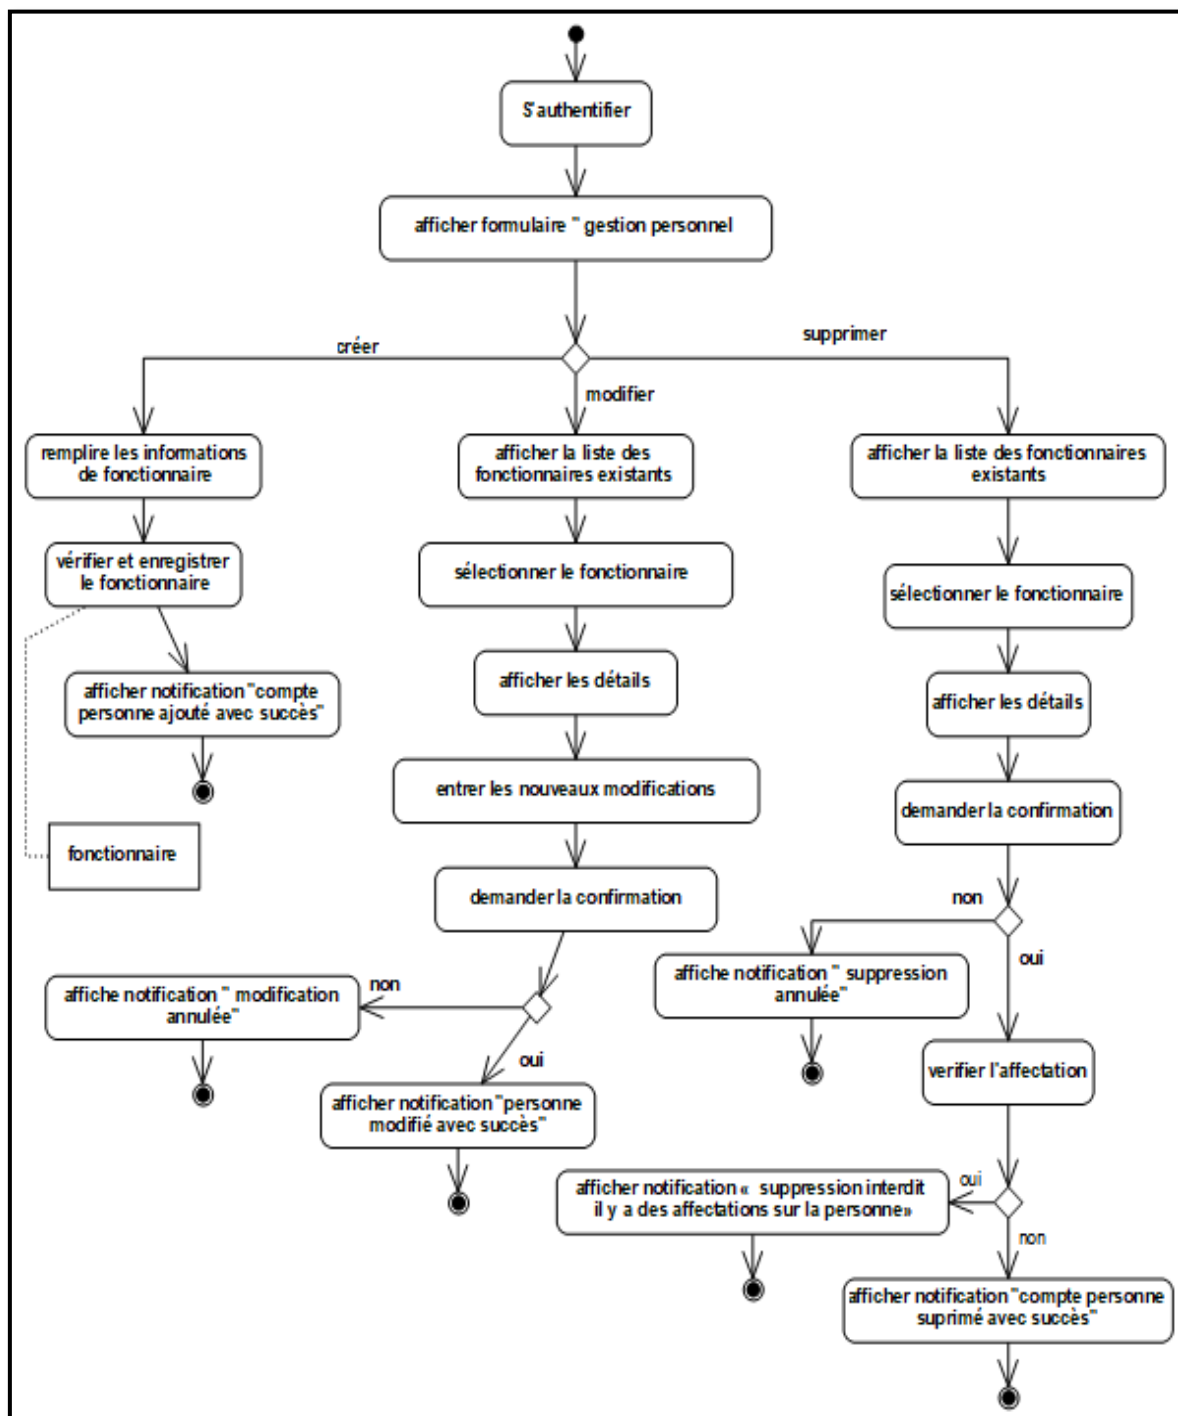 S'authentifier
afficher formulaire " gestion personnel
créer
supprimer
modifier
remplire les informations
de fonctionnaire
afficher la liste des
fonctionnaires existants
afficher la liste des fonctionnaires
existants
vérifier et enregistrer
le fonctionnaire
sélectionner le fonctionnaire
sélectionner le fonctionnaire
afficher notification "compte
personne ajouté avec succès"
afficher les détails
afficher les détails
entrer les nouveaux modifications
demander la confirmation
fonctionnaire
demander la confirmation
non
oui
affiche notification " suppression
annulée"
affiche notification " modification
annulée"
non
oui
verifier l'affectation
afficher notification "personne
modifié avec succès"
afficher notification « suppression interdit
il y a des affectations sur la personne»
oui
non
afficher notification "compte personne
suprimé avec succès"